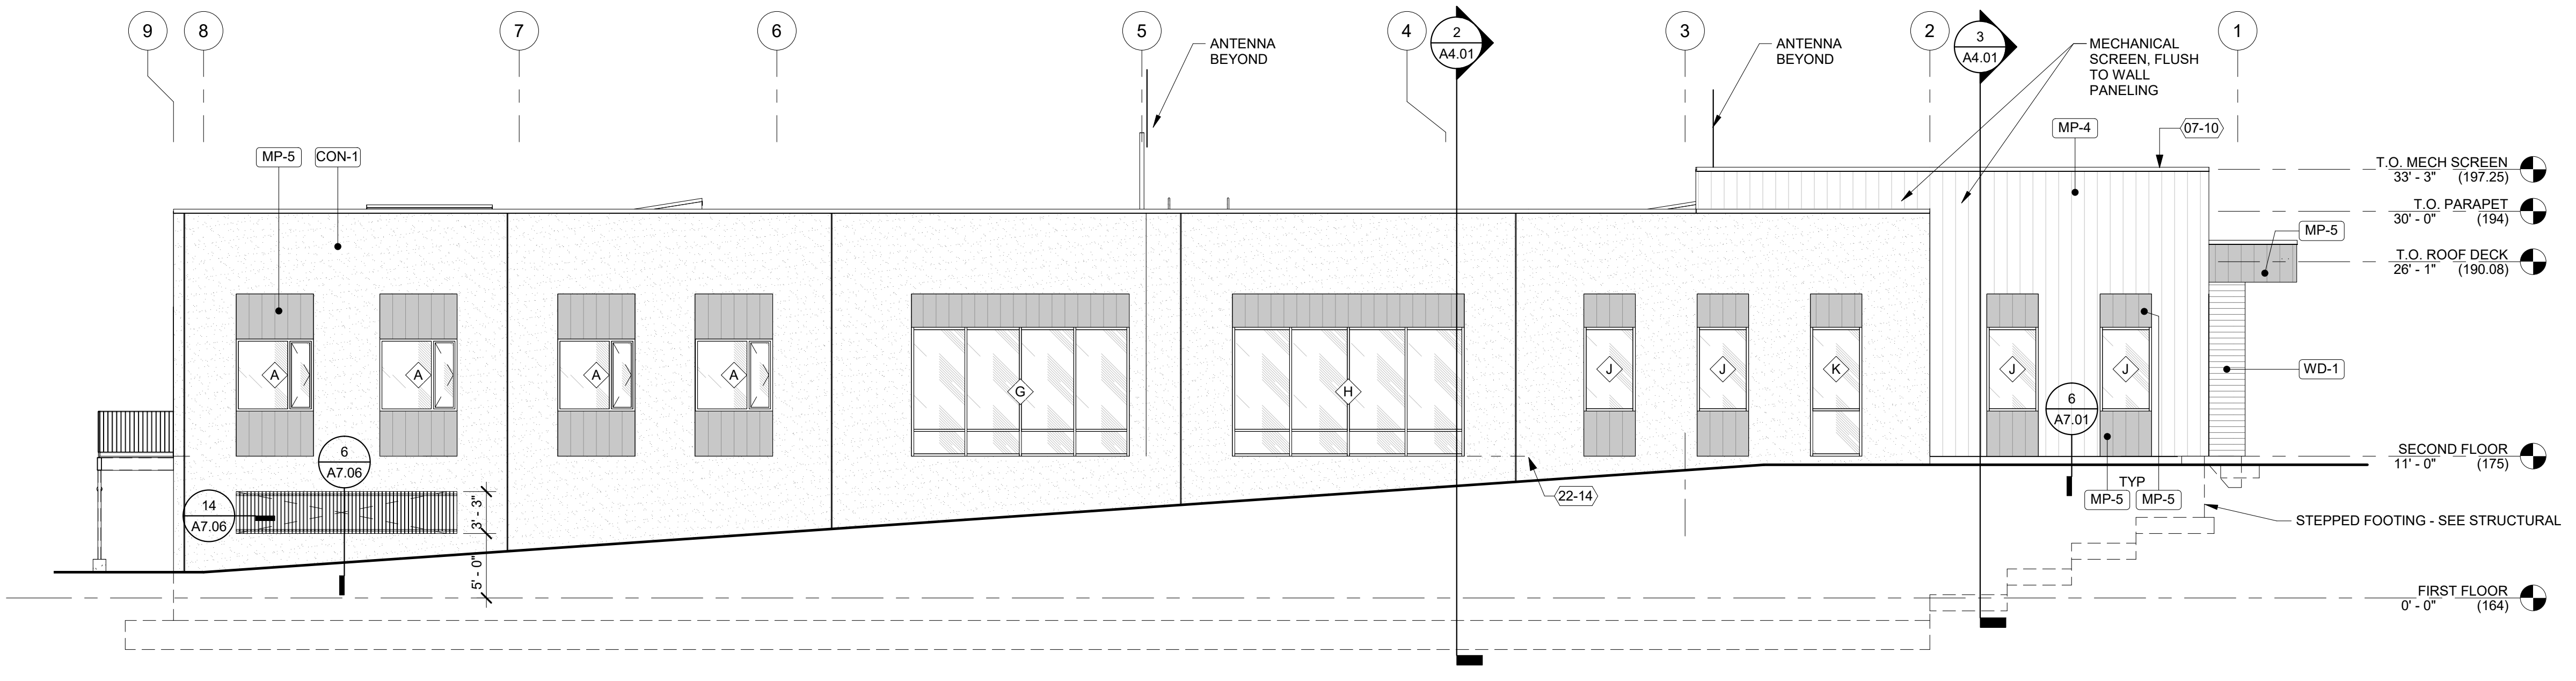 9
8
7
6
5
4
3
2
1
2
A4.01
3
A4.01
ANTENNA
BEYOND
ANTENNA
BEYOND
MECHANICAL
SCREEN, FLUSH
TO WALL
PANELING
MP-5
CON-1
MP-4
07-10
T.O. MECH SCREEN
33' - 3" (197.25)
T.O. PARAPET
30' - 0" (194)
MP-5
T.O. ROOF DECK
26' - 1" (190.08)
A
A
A
A
G
H
J
J
K
J
J
WD-1
6
A7.01
6
A7.06
SECOND FLOOR
11' - 0" (175)
14
A7.06
3' - 3"
22-14
TYP
MP-5
MP-5
STEPPED FOOTING - SEE STRUCTURAL
5' - 0"
FIRST FLOOR
0' - 0" (164)